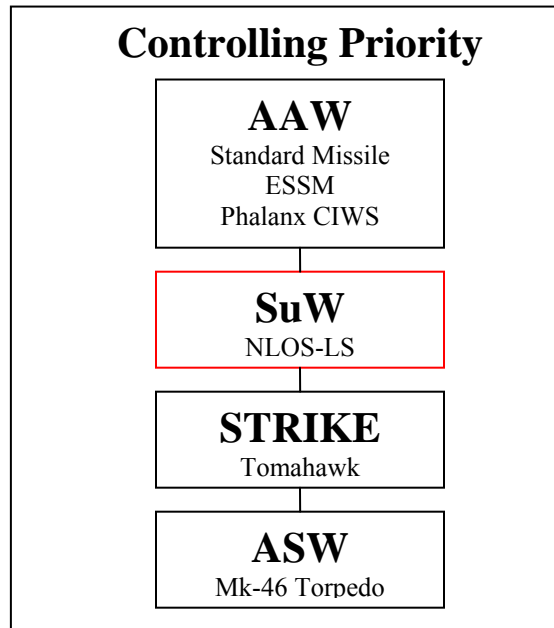 Controlling Priority
AAW
Standard Missile
ESSM
Phalanx CIWS
SuW
NLOS-LS
STRIKE
Tomahawk
ASW
Mk-46 Torpedo